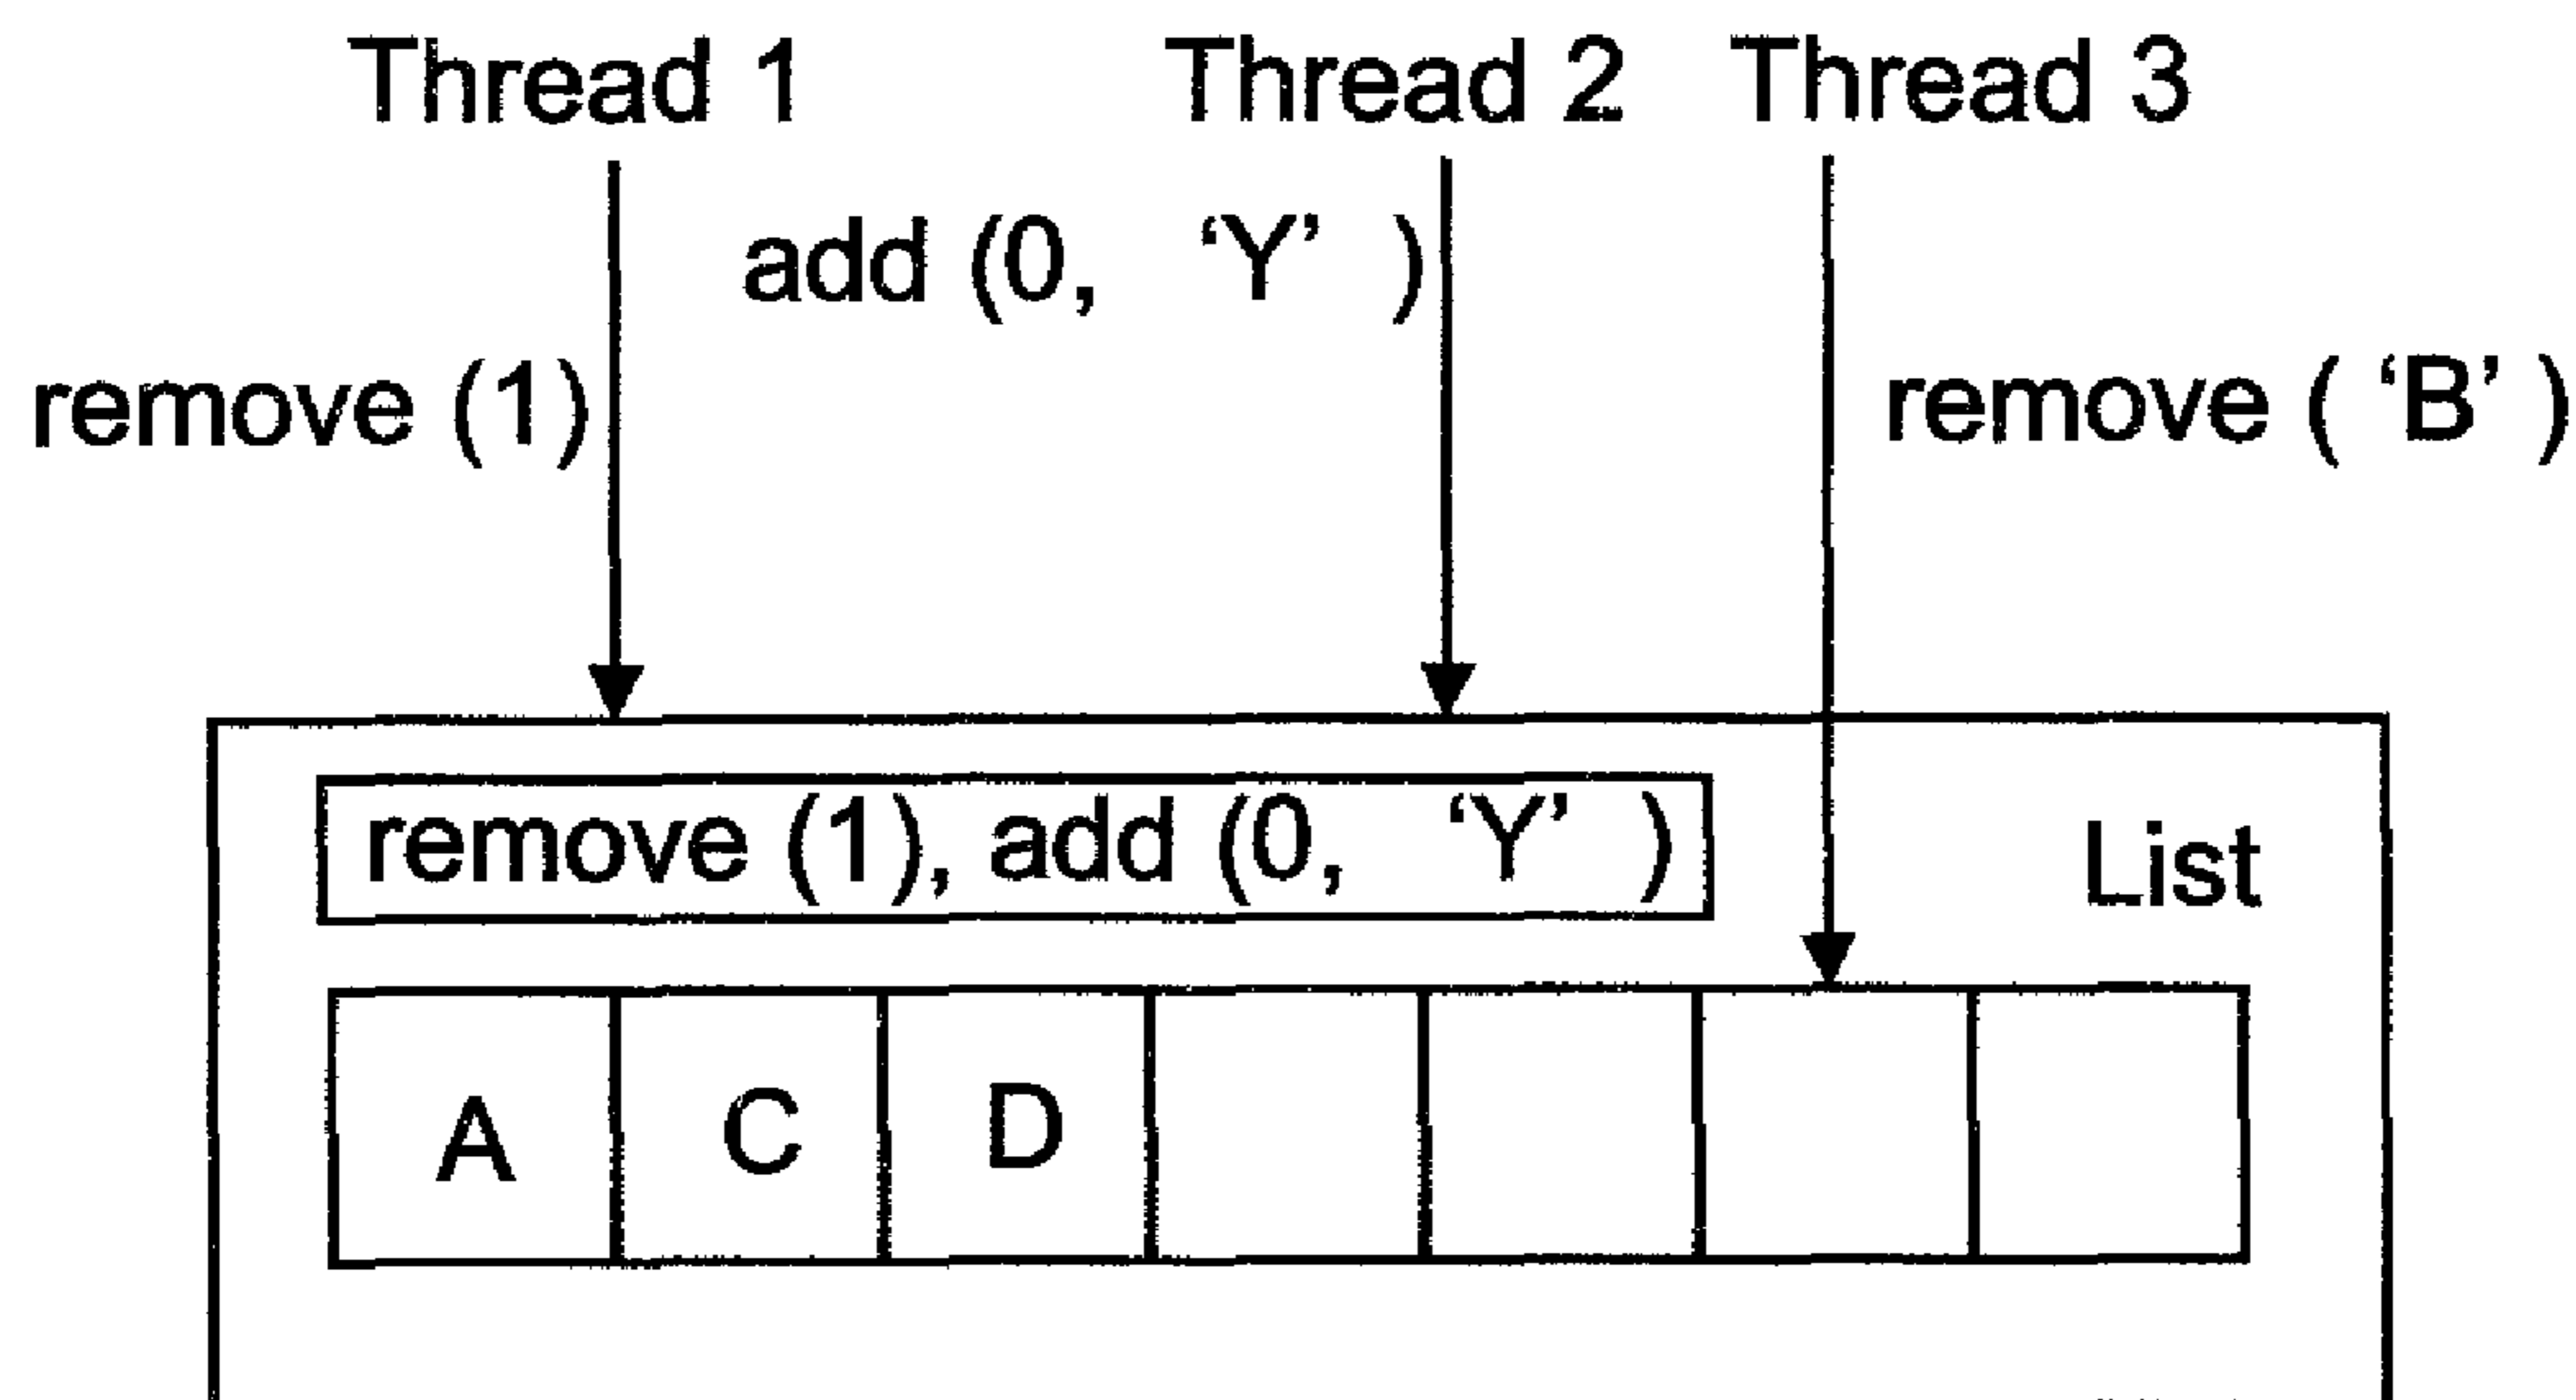 Thread 1 Thread 2 Thread 3
add (0, ‘Y’ )
remove (1) remove ( ‘B’ )
remove (1), add (0, ‘Y’ ) List
A C D